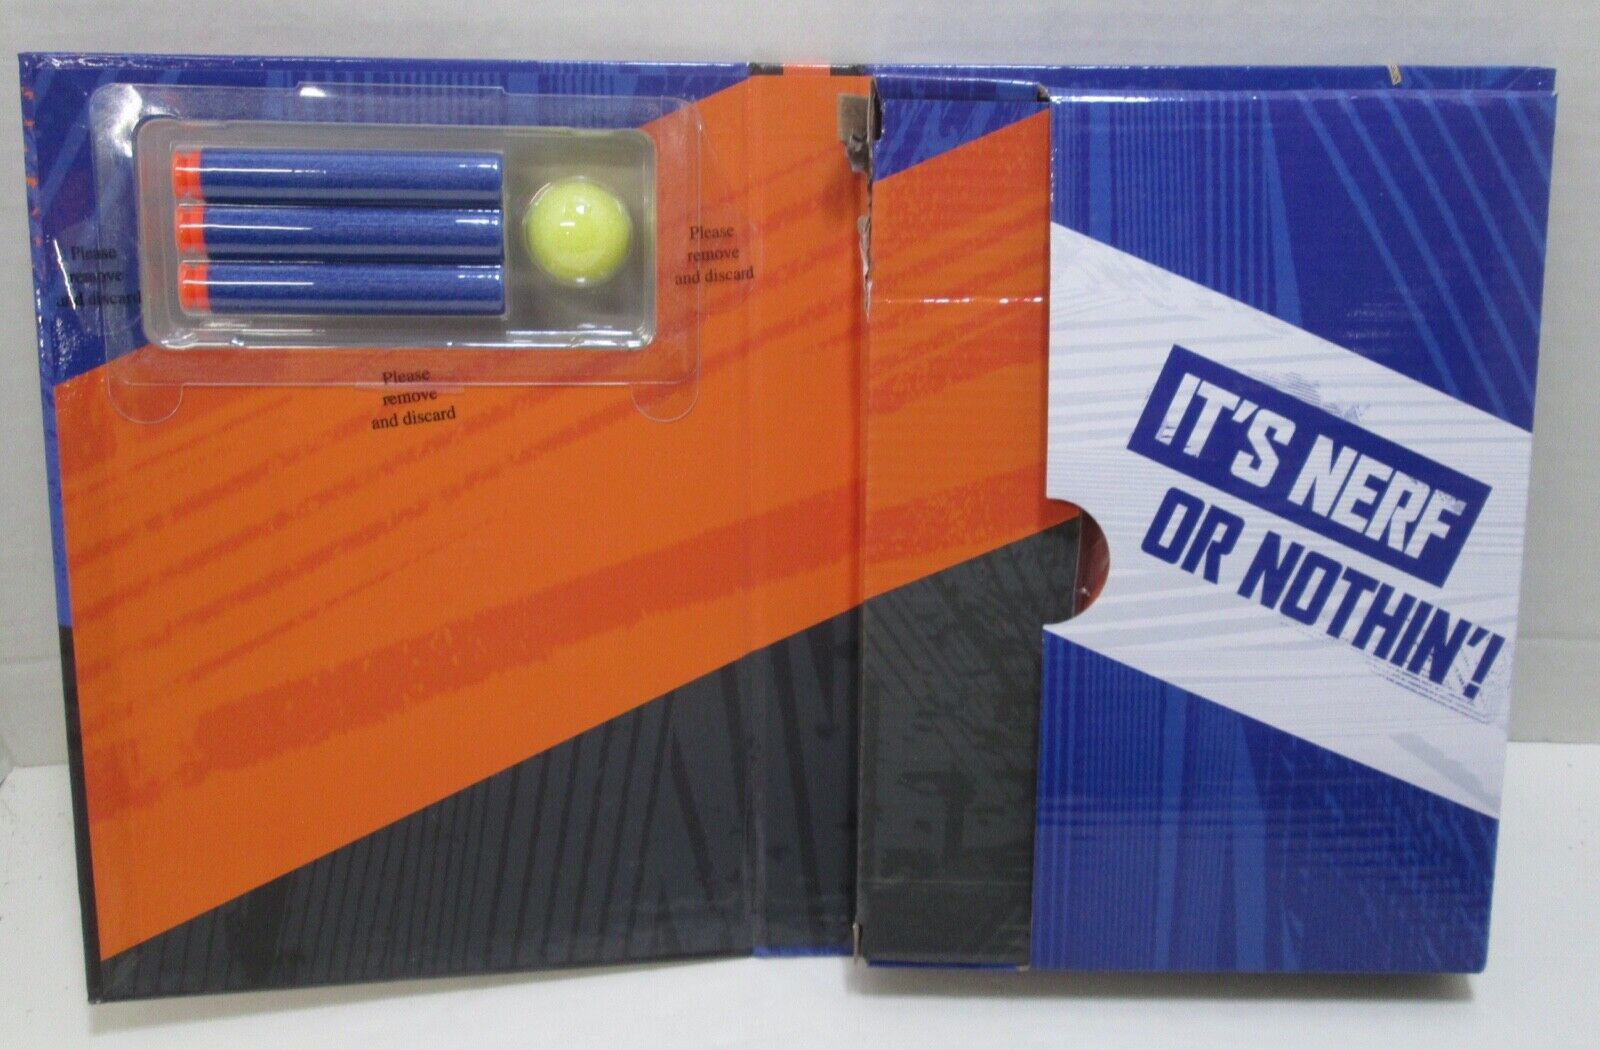 Please
remove
and discard
Please
remove
and discard
Please
remove
and discard
IT'S NERF
OR NOTHIN'!